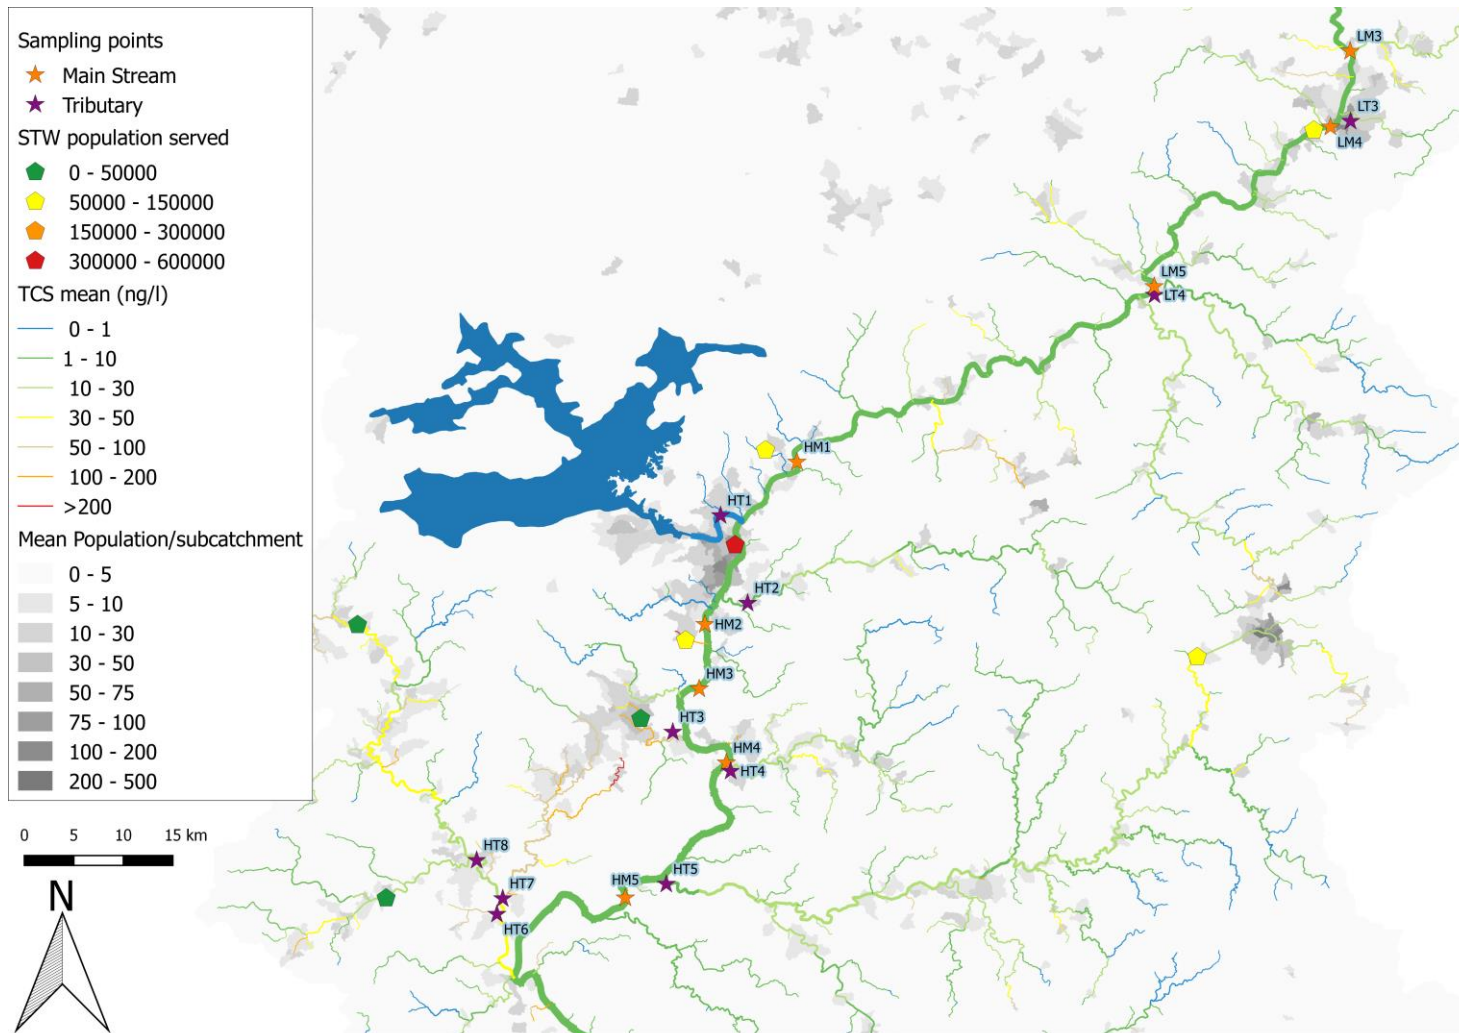 Sampling points
Main Stream
Tributary
STW population served
0 - 50000
50000 - 150000
150000 - 300000
300000 - 600000
TCS mean (ng/l)
0 - 1
1 - 10
10 - 30
30 - 50
50 - 100
100 - 200
>200
Mean Population/subcatchment
0 - 5
5 - 10
10 - 30
30 - 50
50 - 75
75 - 100
100 - 200
200 - 500
0 5 10 15 km
N
LM3
LT3
LM4
LM5
LT4
HM1
HT1
HT2
HM2
HM3
HT3
HM4
HT4
HT8
HT5
HM5
HT7
HT6